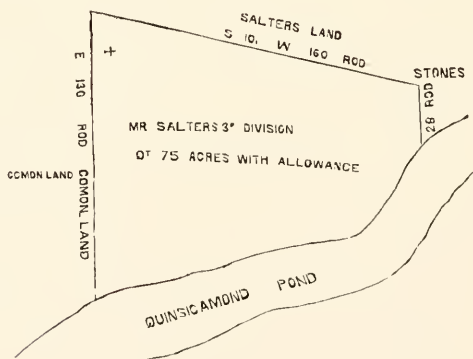 SALTERS LAND
S 10. W 160 ROD
STONES
28 ROD
E 130 ROD
COMON LAND
COMON LAND
MR SALTERS 3D DIVISION
OT 75 ACRES WITH ALLOWANCE
QUINSICAMOND POND